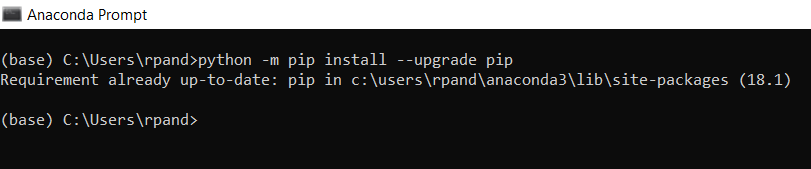 Anaconda Prompt
(base) C:\Users\rpand>python -m pip install --upgrade pip
Requirement already up-to-date: pip in c:\users\rpand\anaconda3\lib\site-packages (18.1)
(base) C:\Users\rpand>